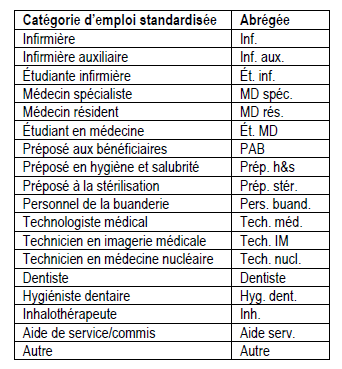 Catégorie d'emploi standardisée Abrégée
Infirmière Inf.
Infirmière auxiliaire Inf. aux.
Étudiante infirmière Ét. inf.
Médecin spécialiste MD spéc.
Médecin résident MD rés.
Étudiant en médecine Ét. MD
Préposé aux bénéficiaires PAB
Préposé en hygiène et salubrité Prép. h&s
Préposé à la stérilisation Prép. stér.
Personnel de la buanderie Pers. buand.
Technologiste médical Tech. méd.
Technicien en imagerie médicale Tech. IM
Technicien en médecine nucléaire Tech. nucl.
Dentiste Dentiste
Hygiéniste dentaire Hyg. dent.
Inhalothérapeute Inh.
Aide de service/commis Aide serv.
Autre Autre